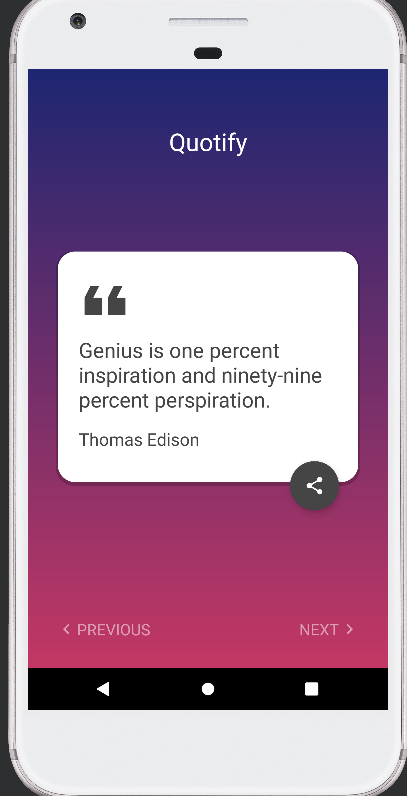 Quotify
Genius is one percent
inspiration and ninety-nine
percent perspiration.
Thomas Edison
PREVIOUS
NEXT